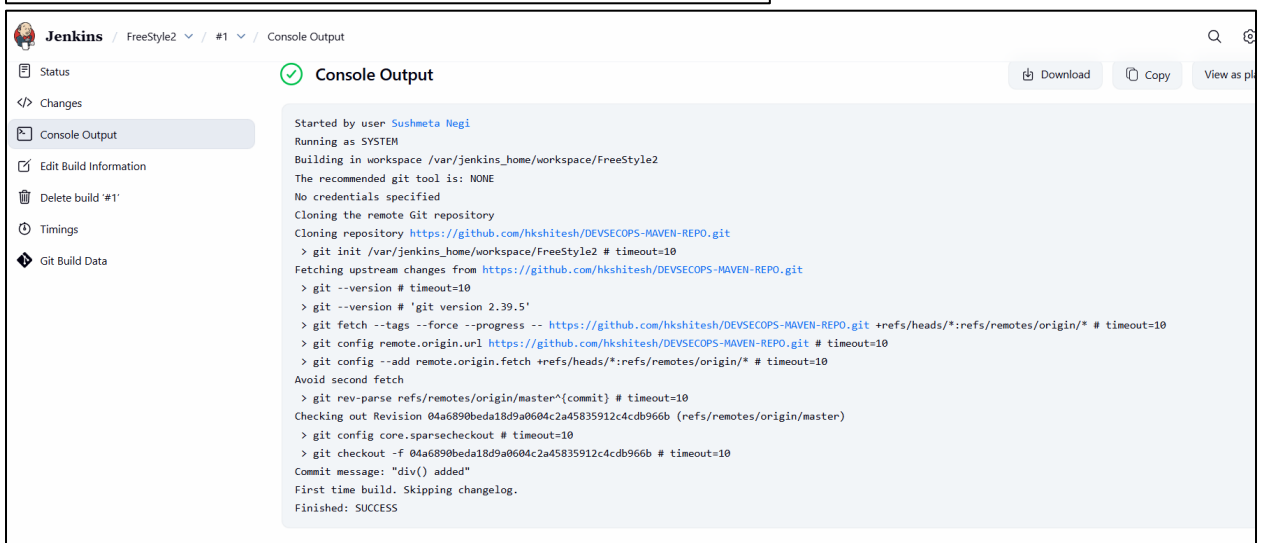 Jenkins / FreeStyle2 / #1 / Console Output
Status
Changes
Console Output
Edit Build Information
Delete build ‘#1’
Timings
Git Build Data
Console Output
Download
Copy
View as pl
Started by user Sushmeta Negi
Running as SYSTEM
Building in workspace /var/jenkins_home/workspace/FreeStyle2
The recommended git tool is: NONE
No credentials specified
Cloning the remote Git repository
Cloning repository https://github.com/hkshitesh/DEVSECOPS-MAVEN-REPO.git
> git init /var/jenkins_home/workspace/FreeStyle2 # timeout=10
Fetching upstream changes from https://github.com/hkshitesh/DEVSECOPS-MAVEN-REPO.git
> git --version # timeout=10
> git --version # 'git version 2.39.5'
> git fetch --tags --force --progress -- https://github.com/hkshitesh/DEVSECOPS-MAVEN-REPO.git +refs/heads/*:refs/remotes/origin/* # timeout=10
> git config remote.origin.url https://github.com/hkshitesh/DEVSECOPS-MAVEN-REPO.git # timeout=10
> git config --add remote.origin.fetch +refs/heads/*:refs/remotes/origin/* # timeout=10
Avoid second fetch
> git rev-parse refs/remotes/origin/master^{commit} # timeout=10
Checking out Revision 04a6890beda18d9a0604c2a45835912c4cdb966b (refs/remotes/origin/master)
> git config core.sparsecheckout # timeout=10
> git checkout -f 04a6890beda18d9a0604c2a45835912c4cdb966b # timeout=10
Commit message: "div() added"
First time build. Skipping changelog.
Finished: SUCCESS